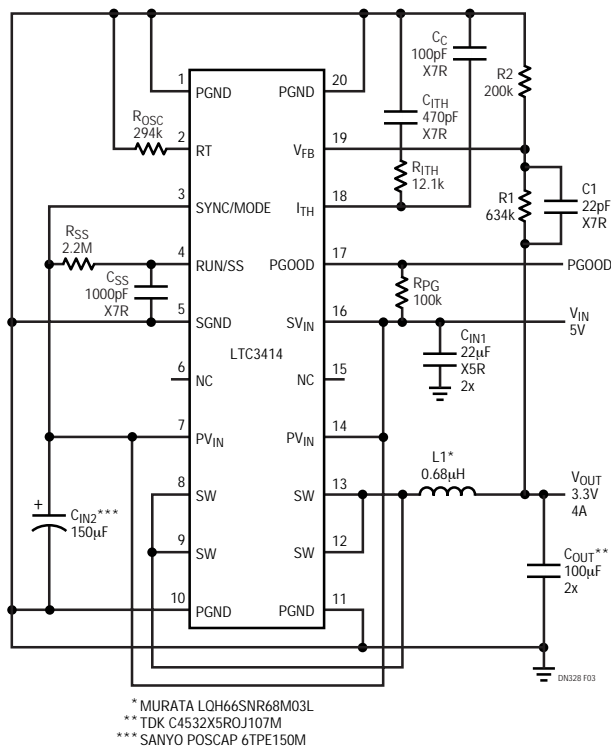 CC
100pF
X7R
R2
200k
1
PGND
20
PGND
ROSC
294k
CITH
470pF
X7R
2
RT
19
VFB
RITH
12.1k
3
SYNC/MODE
18
ITH
R1
634k
C1
22pF
X7R
RSS
2.2M
4
RUN/SS
17
PGOOD
PGOOD
CSS
1000pF
X7R
RPG
100k
5
SGND
16
SVIN
VIN
5V
LTC3414
CIN1
22µF
X5R
2x
6
NC
15
NC
7
PVIN
14
PVIN
L1*
0.68µH
8
SW
13
SW
VOUT
3.3V
4A
+
CIN2***
150µF
9
SW
12
SW
COUT**
100µF
2x
10
PGND
11
PGND
DN328 F03
*MURATA LQH66SNR68M03L
**TDK C4532X5ROJ107M
***SANYO POSCAP 6TPE150M